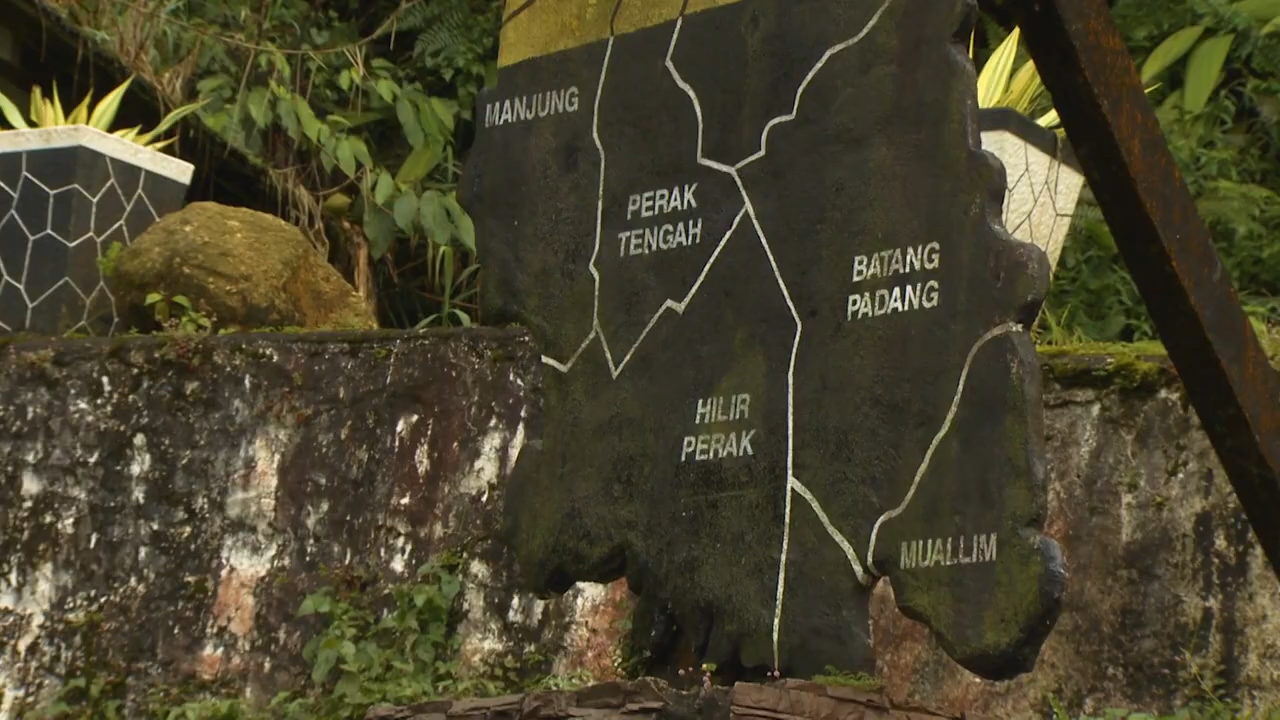 MANJUNG
PERAK
TENGAH
BATANG
PADANG
HILIR
PERAK
MUALLIM